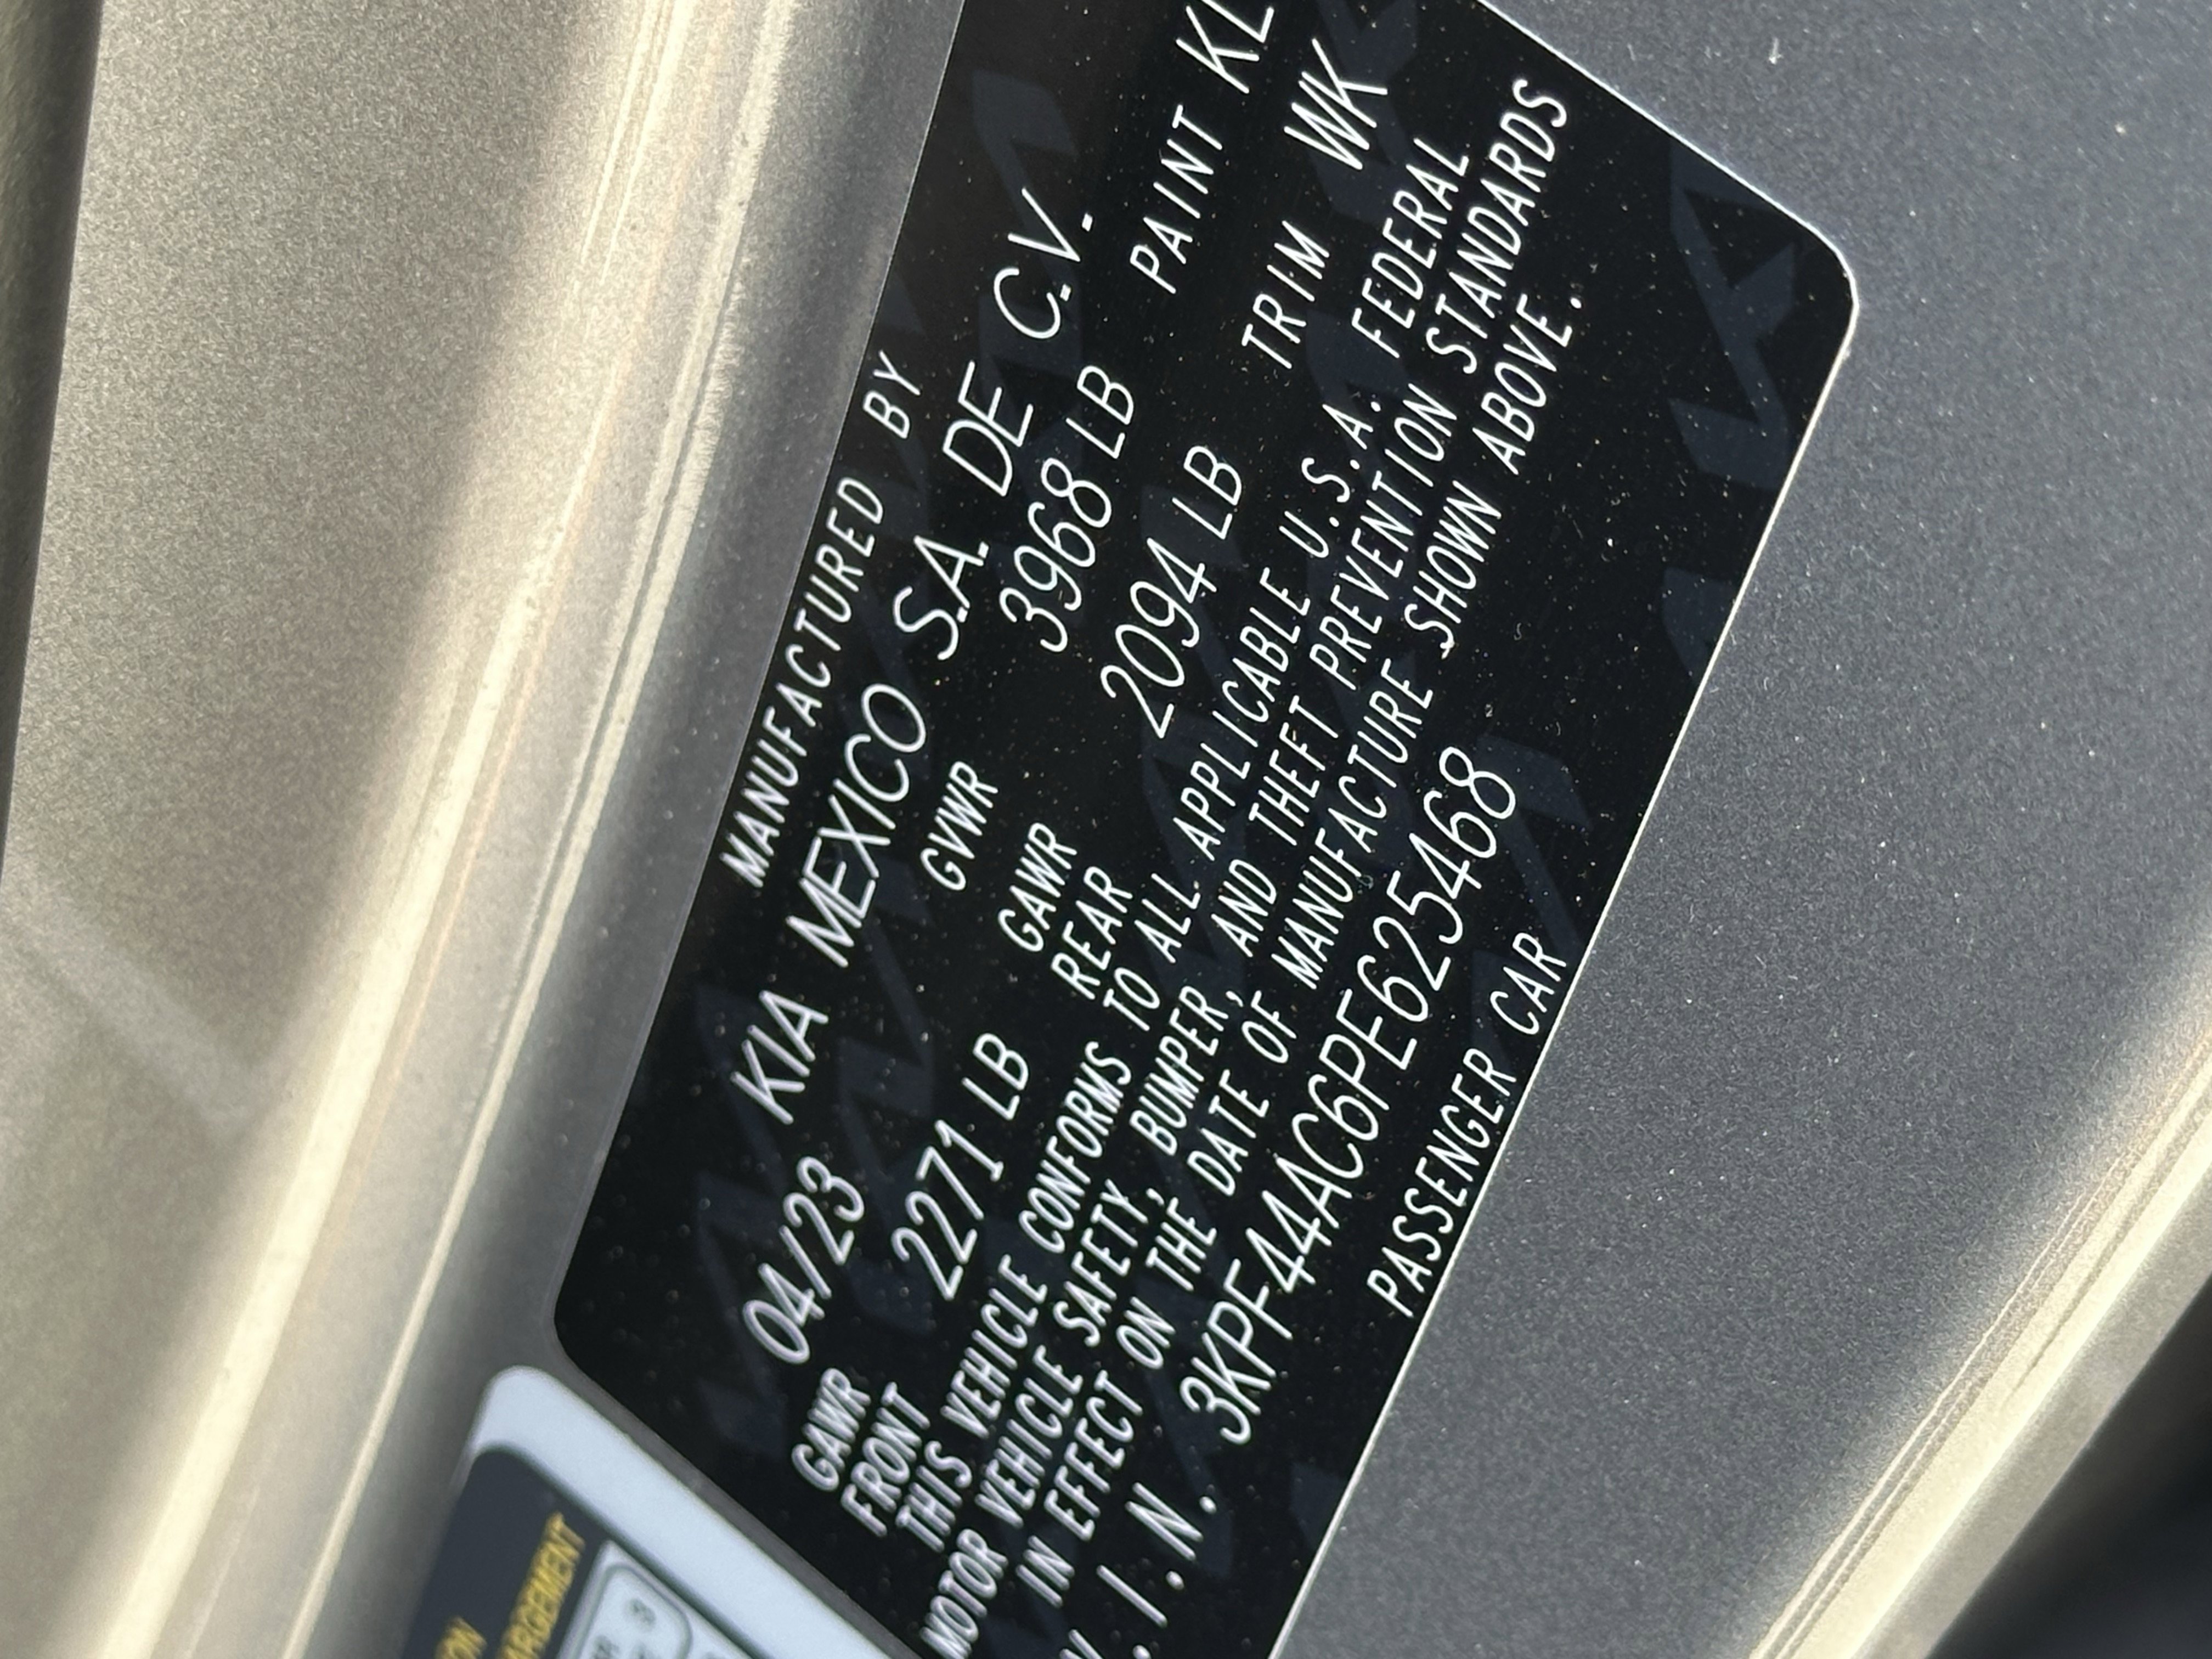 MANUFACTURED BY
04/23 KIA MEXICO S.A. DE C.V.
GAWR FRONT 2271 LB GVWR 3968 LB PAINT KL
GAWR REAR 2094 LB TRIM WK
THIS VEHICLE CONFORMS TO ALL APPLICABLE U.S.A. FEDERAL
MOTOR VEHICLE SAFETY, BUMPER, AND THEFT PREVENTION STANDARDS
IN EFFECT ON THE DATE OF MANUFACTURE SHOWN ABOVE.
V.I.N. 3KPF44AC6PE625468
PASSENGER CAR